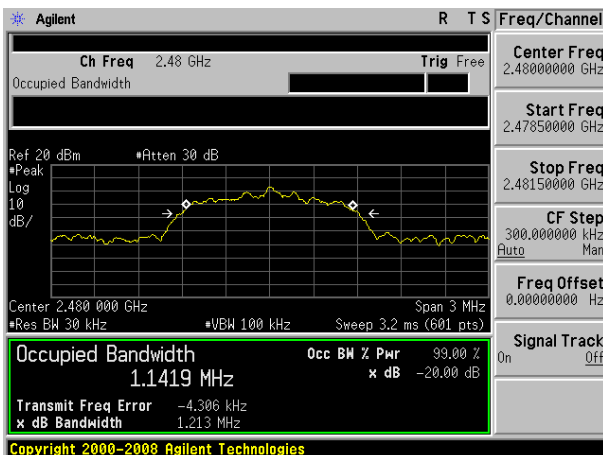 Agilent R T S Freq/Channel
Ch Freq 2.48 GHz Trig Free
Occupied Bandwidth
Center Freq
2.48000000 GHz
Start Freq
2.47850000 GHz
Stop Freq
2.48150000 GHz
CF Step
300.000000 kHz
Auto Man
Freq Offset
0.00000000 Hz
Signal Track
On Off
Ref 20 dBm #Atten 30 dB
#Peak
Log
10
dB/
Center 2.480 000 GHz Span 3 MHz
#Res BW 30 kHz #VBW 100 kHz Sweep 3.2 ms (601 pts)
Occupied Bandwidth Occ BW % Pwr 99.00 %
1.1419 MHz x dB -20.00 dB
Transmit Freq Error -4.306 kHz
x dB Bandwidth 1.213 MHz
Copyright 2000-2008 Agilent Technologies